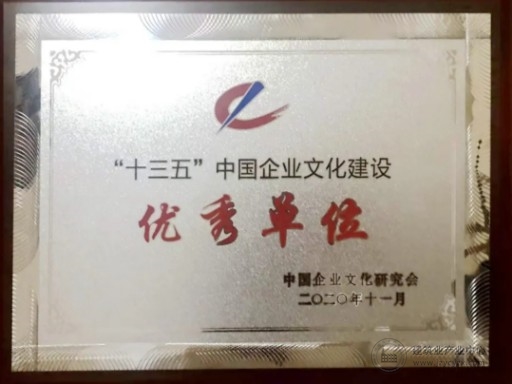 “十三五”中国企业文化建设
优秀单位
中国企业文化研究会
二〇二〇年十一月